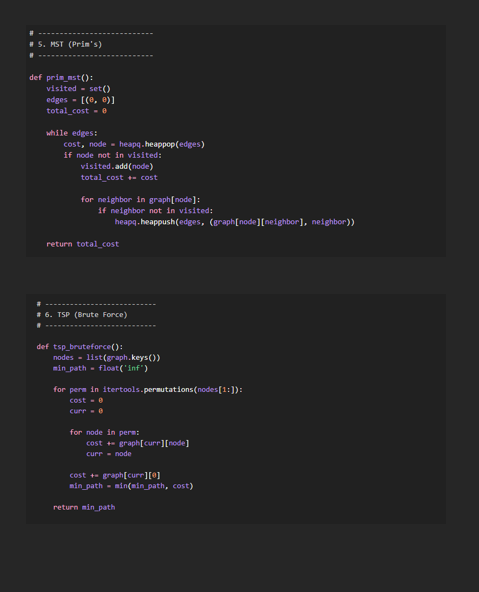 # ---------------------------
# 5. MST (Prim's)
# ---------------------------
def prim_mst():
    visited = set()
    edges = [(0, 0)]
    total_cost = 0
    while edges:
        cost, node = heapq.heappop(edges)
        if node not in visited:
            visited.add(node)
            total_cost += cost
            for neighbor in graph[node]:
                if neighbor not in visited:
                    heapq.heappush(edges, (graph[node][neighbor], neighbor))
    return total_cost
# ---------------------------
# 6. TSP (Brute Force)
# ---------------------------
def tsp_bruteforce():
    nodes = list(graph.keys())
    min_path = float('inf')
    for perm in itertools.permutations(nodes[1:]):
        cost = 0
        curr = 0
        for node in perm:
            cost += graph[curr][node]
            curr = node
        cost += graph[curr][0]
        min_path = min(min_path, cost)
    return min_path